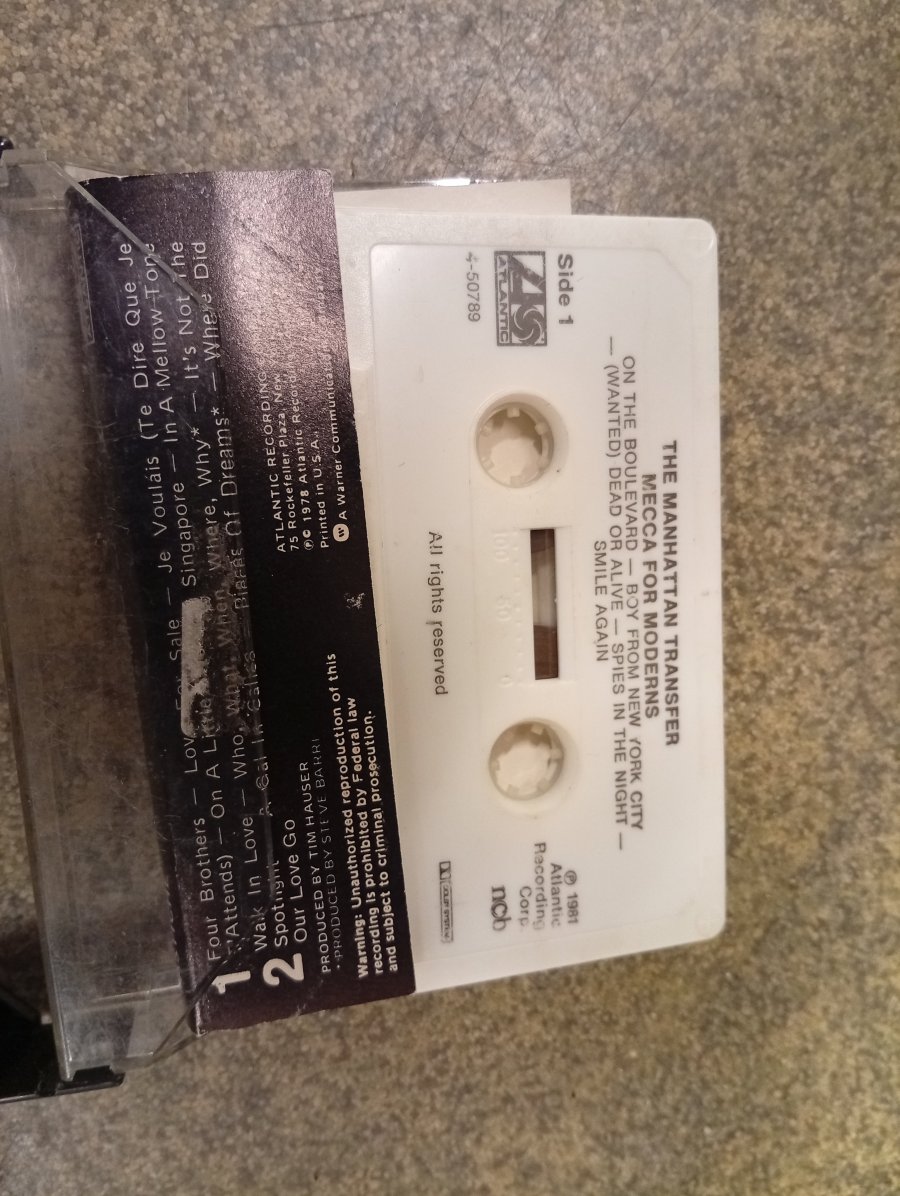 THE MANHATTAN TRANSFER
MECCA FOR MODERNS
ON THE BOULEVARD — BOY FROM NEW YORK CITY
— (WANTED) DEAD OR ALIVE — SPIES IN THE NIGHT —
SMILE AGAIN
Side 1
ATLANTIC
4-50789
℗ 1981
Atlantic
Recording
Corp.
ncb
All rights reserved
DOLBY SYSTEM
1 Four Brothers — Love For Sale — Je Vouláis (Te Dire Que Je
T'Attends) — On A Little Singapore — In A Mellow Tone
Walk In Love — Who, What, When, Where, Why* — It's Not The
2 Spotlight — A Gal In Calico — Pieces Of Dreams* — Where Did
Our Love Go
PRODUCED BY TIM HAUSER
*PRODUCED BY STEVE BARRI
ATLANTIC RECORDING
75 Rockefeller Plaza, New
℗© 1978 Atlantic Recording
Printed in U.S.A.
A Warner Communications
Warning: Unauthorized reproduction of this
recording is prohibited by Federal law
and subject to criminal prosecution.